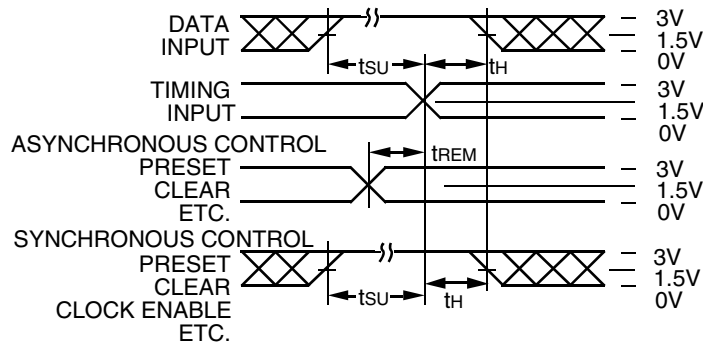 DATA
INPUT
tSU
tH
3V
1.5V
0V
TIMING
INPUT
3V
1.5V
0V
ASYNCHRONOUS CONTROL
PRESET
CLEAR
ETC.
tREM
3V
1.5V
0V
SYNCHRONOUS CONTROL
PRESET
CLEAR
CLOCK ENABLE
ETC.
tSU
tH
3V
1.5V
0V